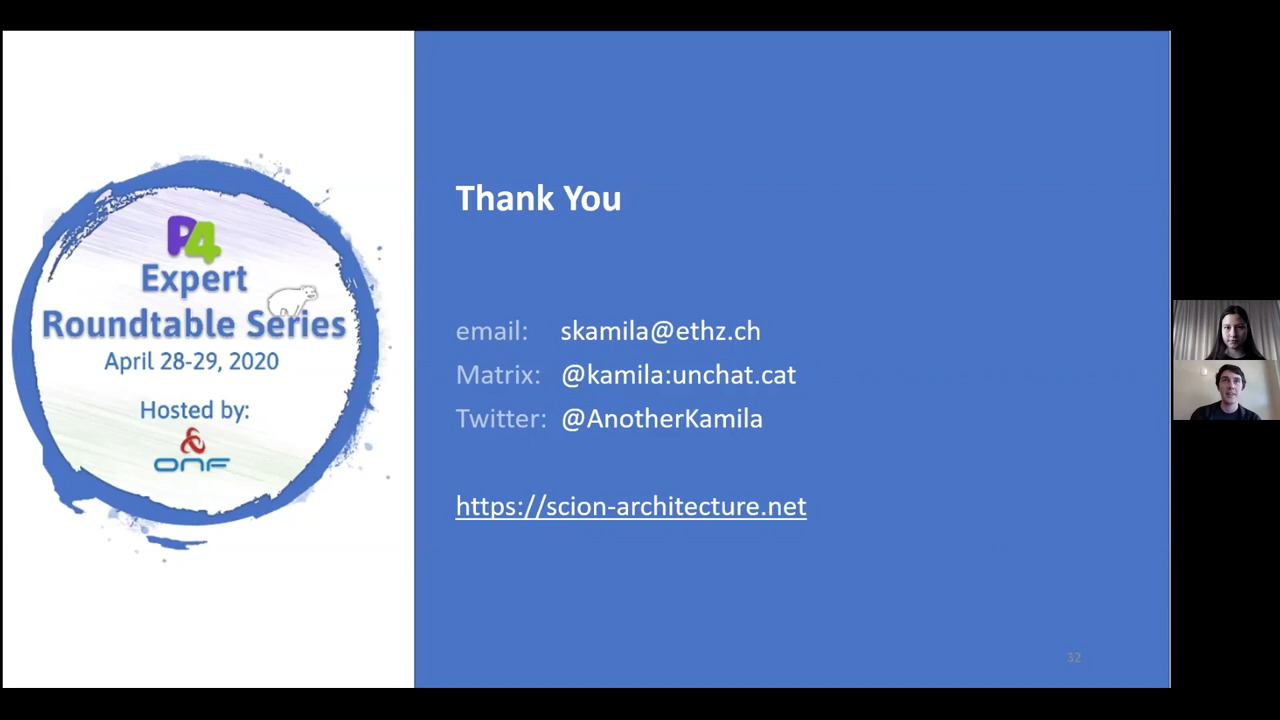 P4
Expert
Roundtable Series
April 28-29, 2020
Hosted by:
ONF
Thank You
email: skamila@ethz.ch
Matrix: @kamila:unchat.cat
Twitter: @AnotherKamila
https://scion-architecture.net
32